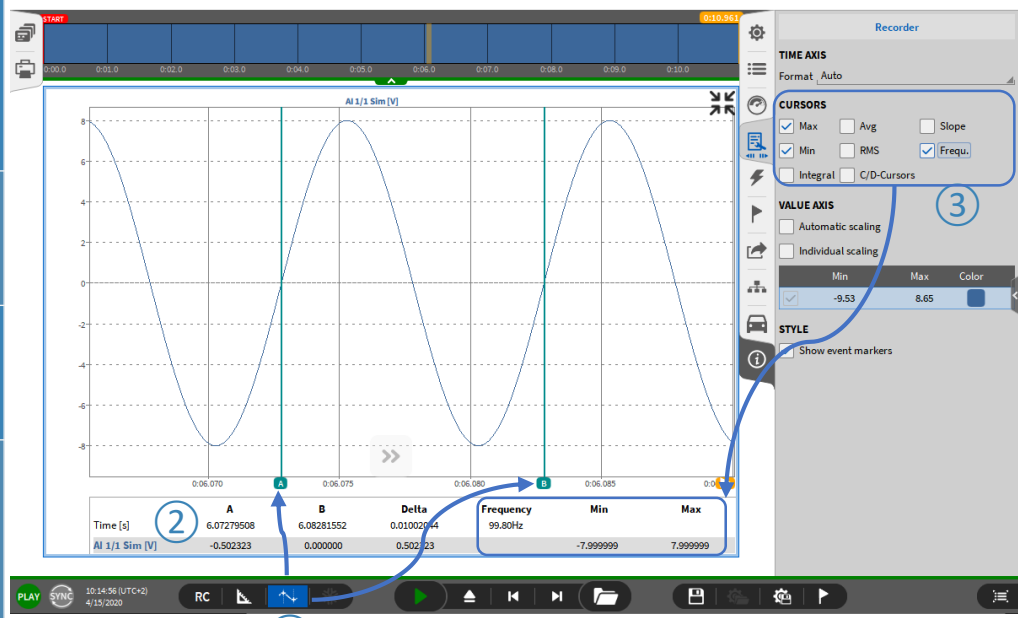 START
0:10.961
0:00.0 0:01.0 0:02.0 0:03.0 0:04.0 0:05.0 0:06.0 0:07.0 0:08.0 0:09.0 0:10.0
AI 1/1 Sim [V]
8
6
4
2
0
-2
-4
-6
-8
0:06.070 0:06.075 0:06.080 0:06.085
A
B
②
A B Delta Frequency Min Max
Time [s] 6.07279508 6.08281552 99.80Hz
AI 1/1 Sim [V] -0.502323 0.000000 -7.999999 7.999999
Recorder
TIME AXIS
Format Auto
CURSORS
Max Avg Slope
Min RMS Frequ.
Integral C/D-Cursors
③
VALUE AXIS
Automatic scaling
Individual scaling
Min Max Color
-9.53 8.65
STYLE
Show event markers
PLAY SYNC 10:14:56 (UTC+2)
4/15/2020
RC